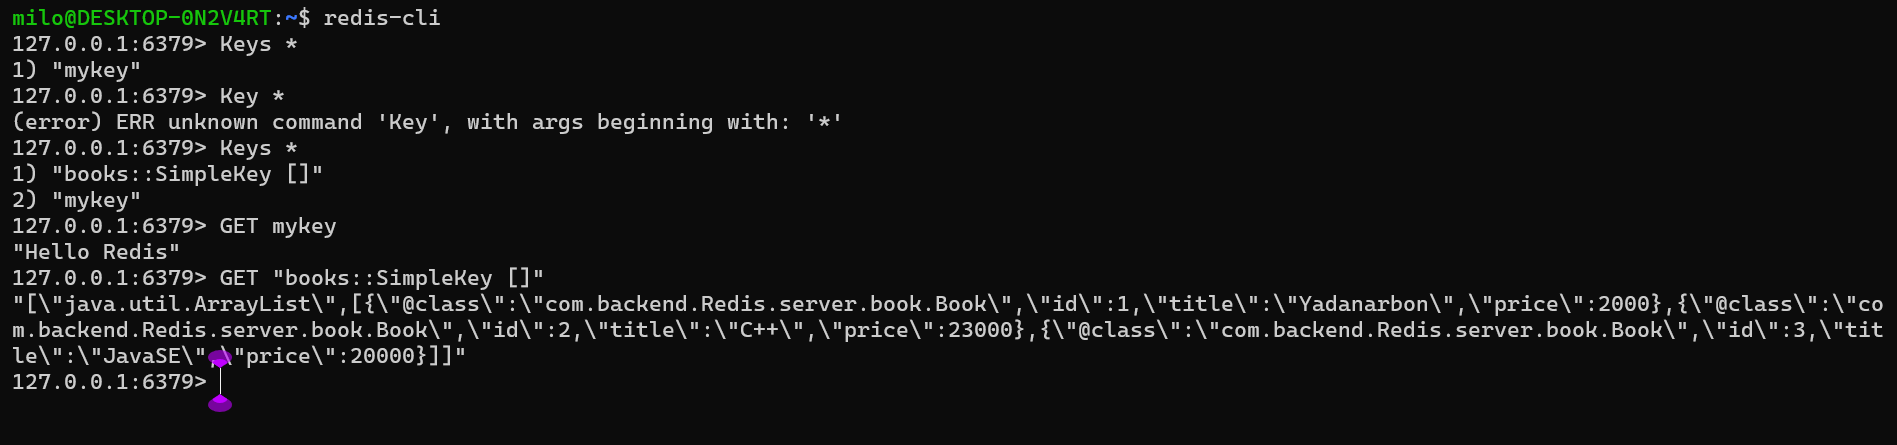 milo@DESKTOP-0N2V4RT:~$ redis-cli
127.0.0.1:6379> Keys *
1) "mykey"
127.0.0.1:6379> Key *
(error) ERR unknown command 'Key', with args beginning with: '*'
127.0.0.1:6379> Keys *
1) "books::SimpleKey []"
2) "mykey"
127.0.0.1:6379> GET mykey
"Hello Redis"
127.0.0.1:6379> GET "books::SimpleKey []"
"[\"java.util.ArrayList\",[{\"@class\":\"com.backend.Redis.server.book.Book\",\"id\":1,\"title\":\"Yadanarbon\",\"price\":2000},{\"@class\":\"co
m.backend.Redis.server.book.Book\",\"id\":2,\"title\":\"C++\",\"price\":23000},{\"@class\":\"com.backend.Redis.server.book.Book\",\"id\":3,\"tit
le\":\"JavaSE\",\"price\":20000}]]"
127.0.0.1:6379>